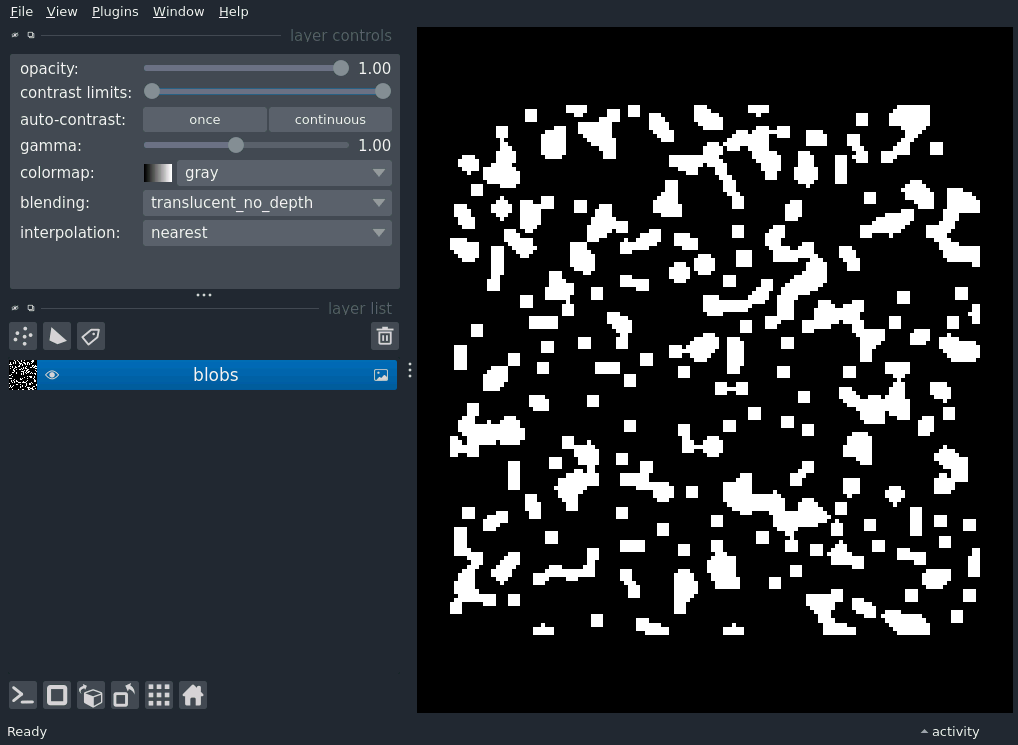 File View Plugins Window Help
layer controls
opacity: 1.00
contrast limits:
auto-contrast: once continuous
gamma: 1.00
colormap: gray
blending: translucent_no_depth
interpolation: nearest
layer list
blobs
Ready activity